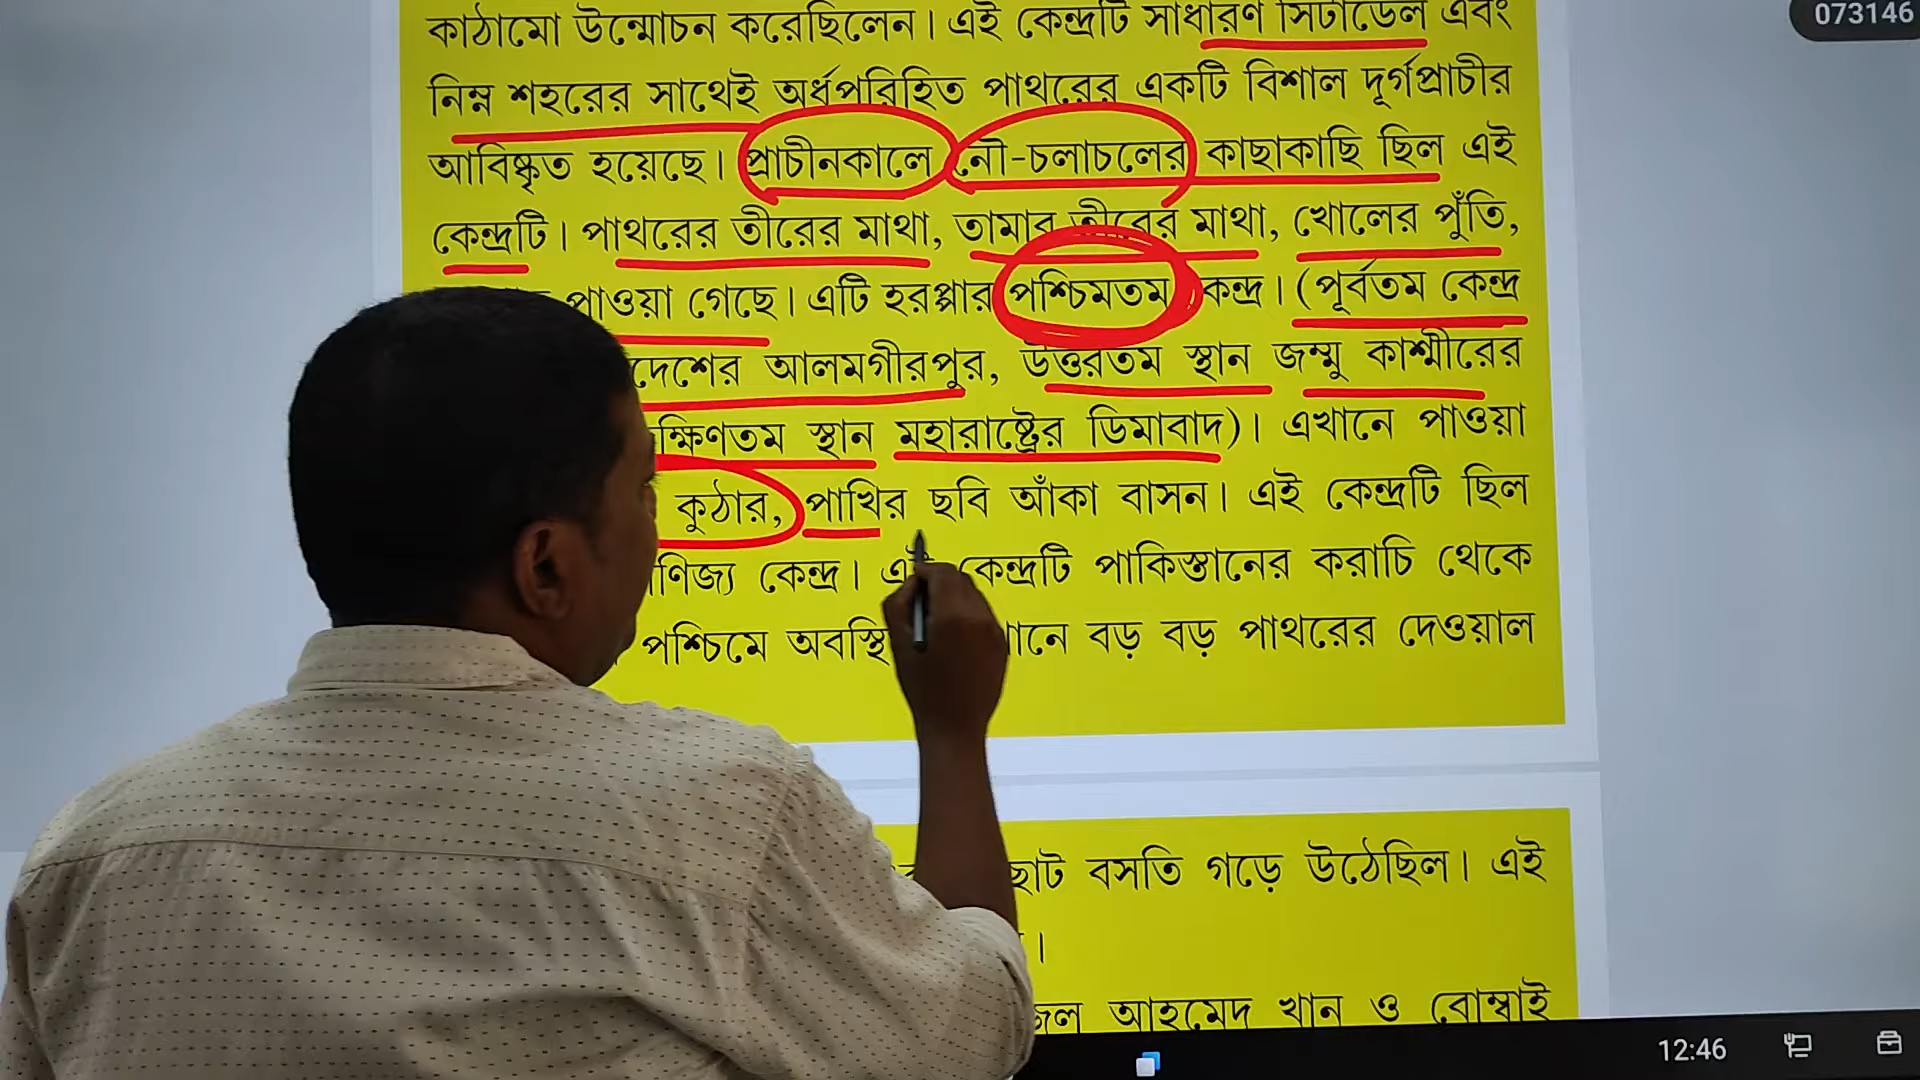 073146
কাঠামো উন্মোচন করেছিলেন। এই কেন্দ্রটি সাধারণ সিটাডেল এবং
নিম্ন শহরের সাথেই অর্ধপরিহিত পাথরের একটি বিশাল দূর্গপ্রাচীর
আবিষ্কৃত হয়েছে। প্রাচীনকালে নৌ-চলাচলের কাছাকাছি ছিল এই
কেন্দ্রটি। পাথরের তীরের মাথা, তামার তীরের মাথা, খোলের পুঁতি,
পাওয়া গেছে। এটি হরপ্পার পশ্চিমতম কেন্দ্র। (পূর্বতম কেন্দ্র
আলমগীরপুর, উত্তরতম স্থান জম্মু কাশ্মীরের
স্থান মহারাষ্ট্রের ডিমাবাদ)। এখানে পাওয়া
কুঠার, পাখির ছবি আঁকা বাসন। এই কেন্দ্রটি ছিল
কেন্দ্র। এই কেন্দ্রটি পাকিস্তানের করাচি থেকে
পশ্চিমে বড় বড় পাথরের দেওয়াল
বসতি গড়ে উঠেছিল। এই
আহমেদ খান ও বোম্বাই
12:46